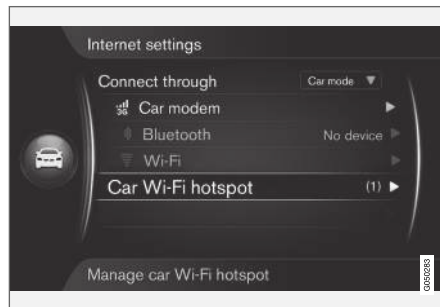 Internet settings
Connect through Car mode
3G Car modem
Bluetooth No device
Wi-Fi
Car Wi-Fi hotspot (1)
Manage car Wi-Fi hotspot
G050283